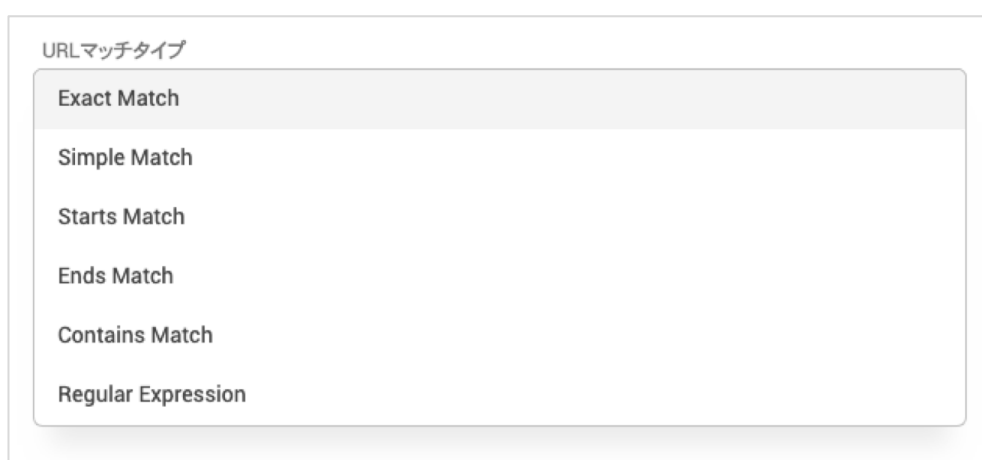 URLマッチタイプ
Exact Match
Simple Match
Starts Match
Ends Match
Contains Match
Regular Expression